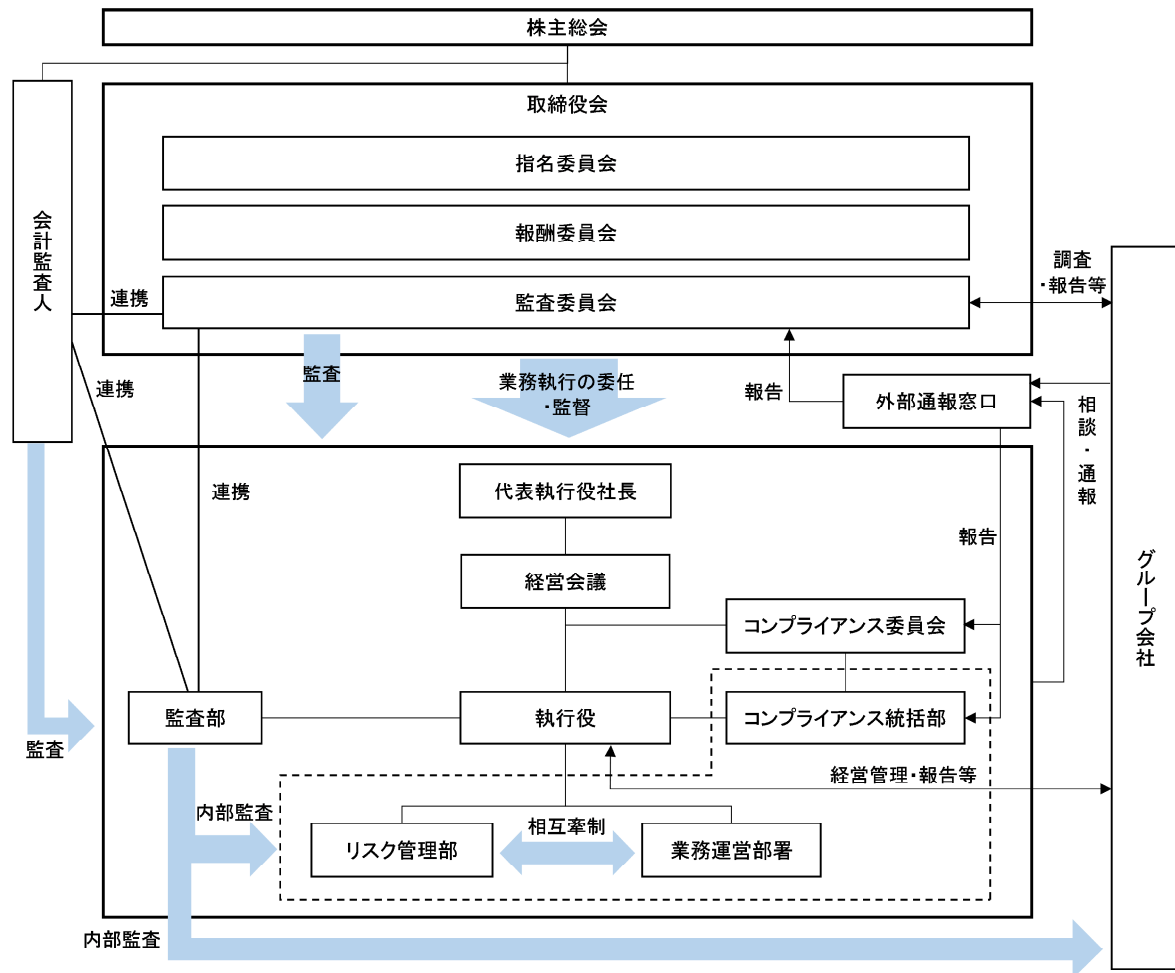 株主総会
取締役会
指名委員会
報酬委員会
監査委員会
会計監査人
連携
連携
監査
業務執行の委任
・監督
報告
外部通報窓口
調査
・報告等
相談・通報
グループ会社
連携
代表執行役社長
経営会議
報告
コンプライアンス委員会
監査部
執行役
コンプライアンス統括部
監査
経営管理・報告等
内部監査
相互牽制
リスク管理部
業務運営部署
内部監査